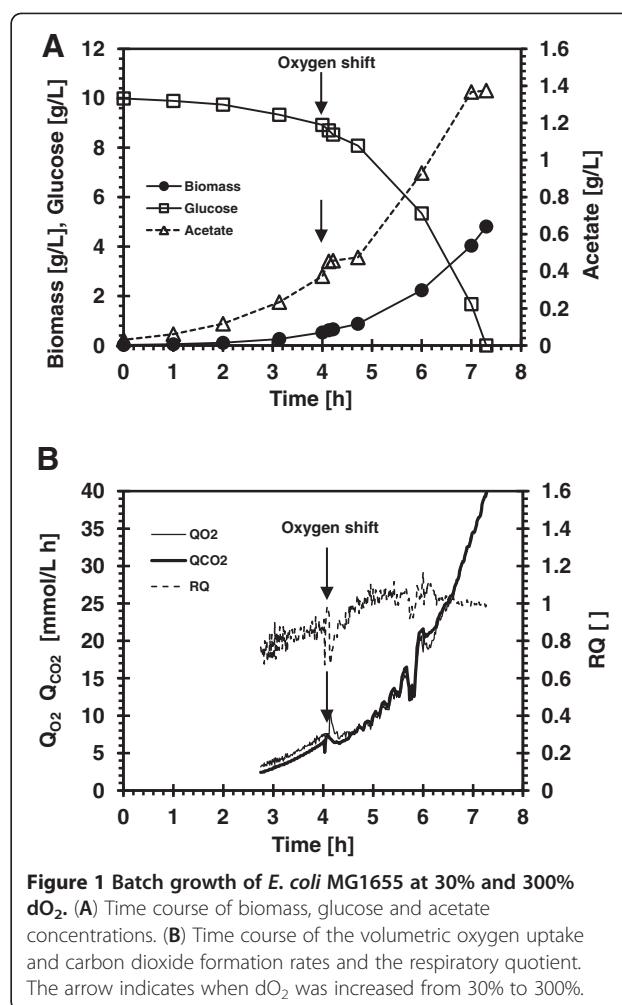 A
Biomass [g/L], Glucose [g/L]
12
10
8
6
4
2
0
Oxygen shift
Biomass
Glucose
Acetate
1.6
1.4
1.2
1
0.8
0.6
0.4
0.2
0
Acetate [g/L]
0 1 2 3 4 5 6 7 8
Time [h]
B
QO2 QCO2 [mmol/L h]
40
35
30
25
20
15
10
5
0
QO2
QCO2
RQ
Oxygen shift
1.6
1.4
1.2
1
0.8
0.6
0.4
0.2
0
RQ [ ]
0 1 2 3 4 5 6 7 8
Time [h]
Figure 1 Batch growth of E. coli MG1655 at 30% and 300%
dO2. (A) Time course of biomass, glucose and acetate
concentrations. (B) Time course of the volumetric oxygen uptake
and carbon dioxide formation rates and the respiratory quotient.
The arrow indicates when dO2 was increased from 30% to 300%.